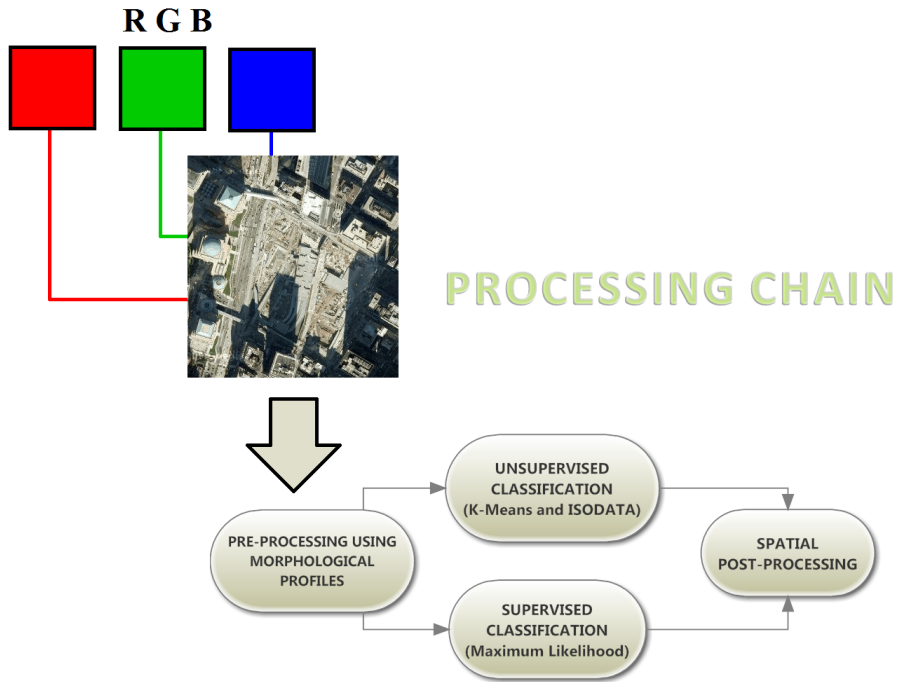 R G B
PROCESSING CHAIN
PRE-PROCESSING USING
MORPHOLOGICAL
PROFILES
UNSUPERVISED
CLASSIFICATION
(K-Means and ISODATA)
SUPERVISED
CLASSIFICATION
(Maximum Likelihood)
SPATIAL
POST-PROCESSING